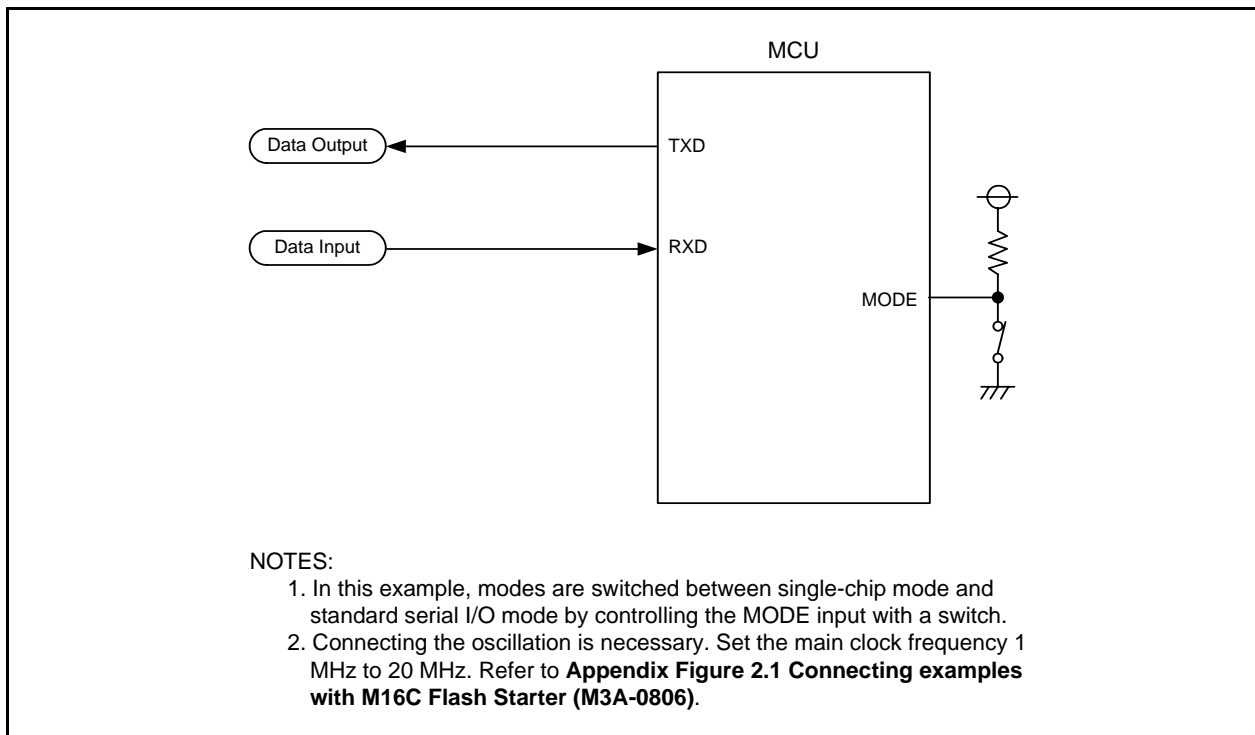 MCU
Data Output
TXD
Data Input
RXD
MODE
NOTES:
1. In this example, modes are switched between single-chip mode and
standard serial I/O mode by controlling the MODE input with a switch.
2. Connecting the oscillation is necessary. Set the main clock frequency 1
MHz to 20 MHz. Refer to Appendix Figure 2.1 Connecting examples
with M16C Flash Starter (M3A-0806).